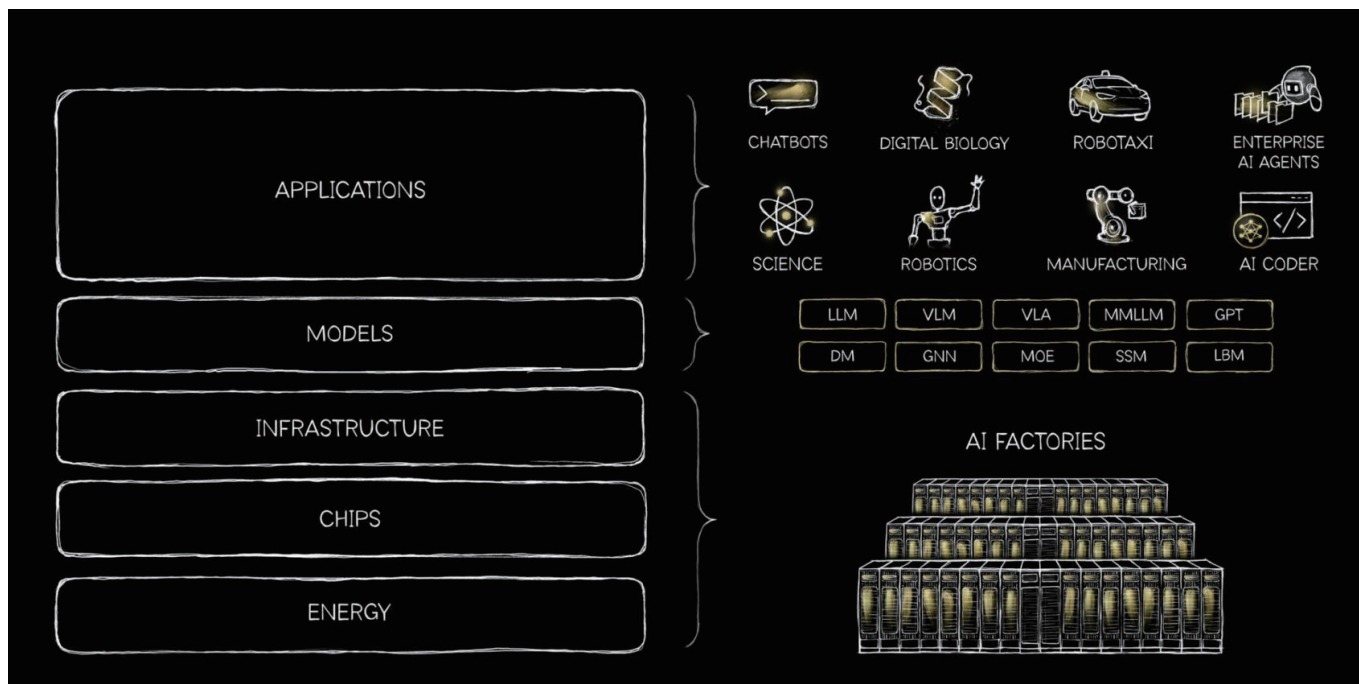 APPLICATIONS
CHATBOTS
DIGITAL BIOLOGY
ROBOTAXI
ENTERPRISE
AI AGENTS
SCIENCE
ROBOTICS
MANUFACTURING
</>
AI CODER
MODELS
LLM
VLM
VLA
MMLLM
GPT
DM
GNN
MOE
SSM
LBM
INFRASTRUCTURE
CHIPS
ENERGY
AI FACTORIES